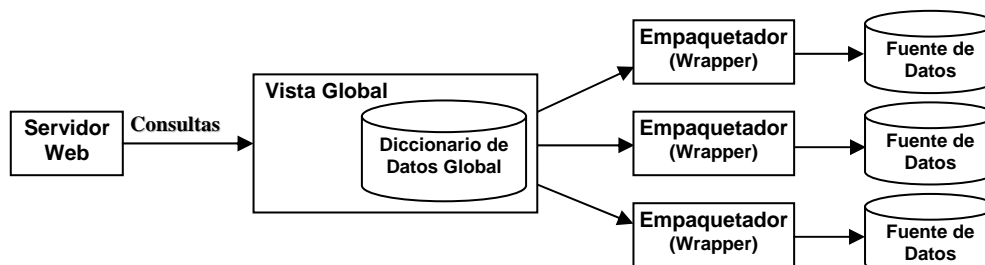 Servidor
Web
Consultas
Vista Global
Diccionario de
Datos Global
Empaquetador
(Wrapper)
Fuente de
Datos
Empaquetador
(Wrapper)
Fuente de
Datos
Empaquetador
(Wrapper)
Fuente de
Datos